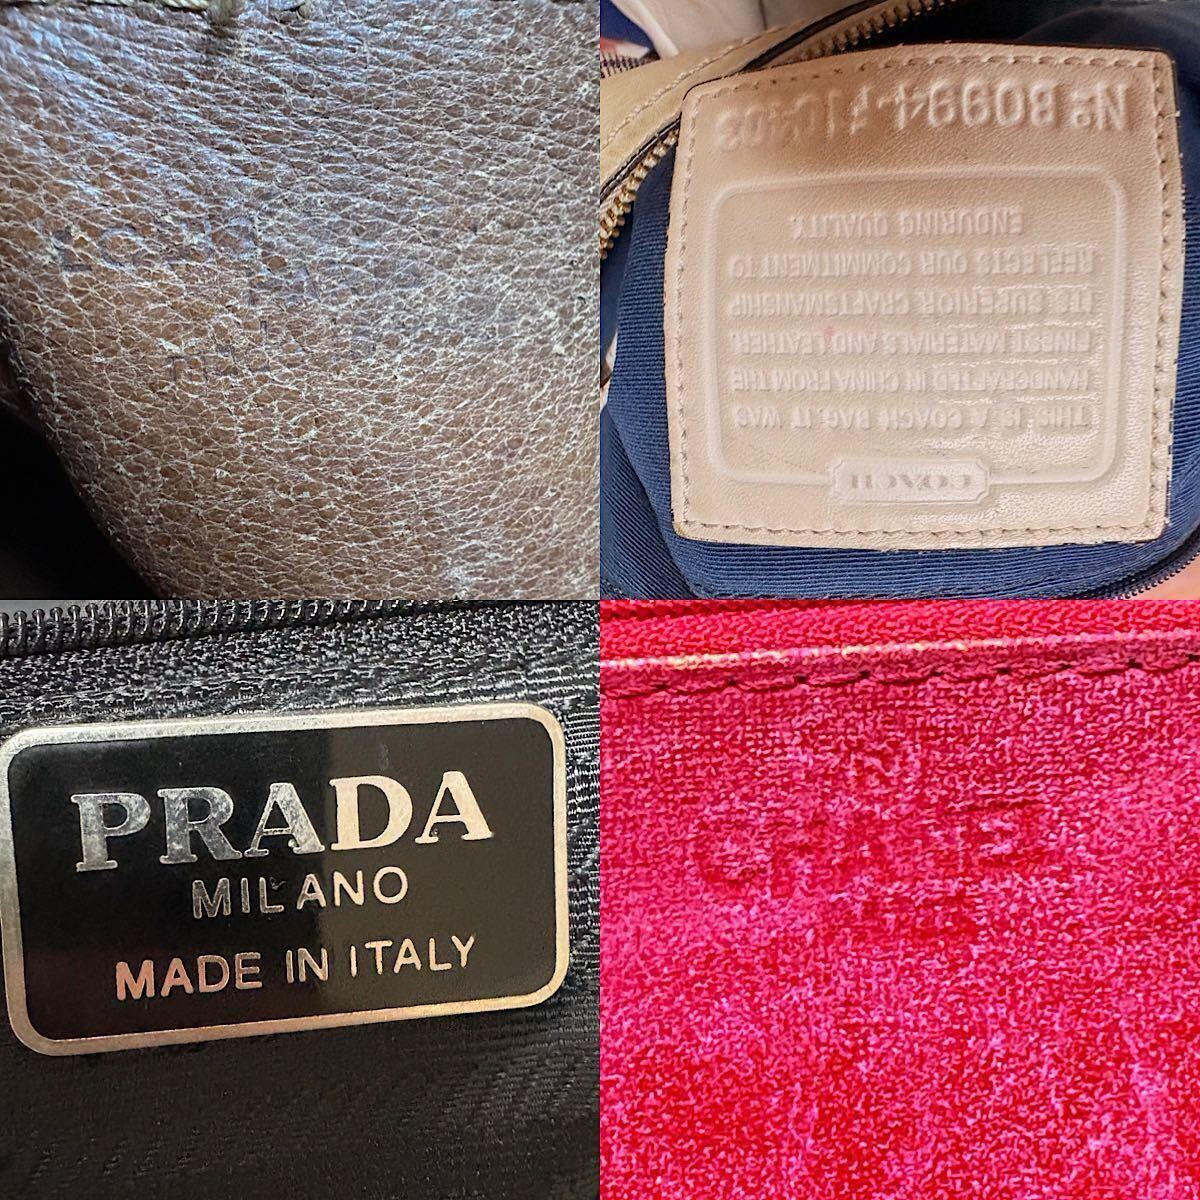 Nº B0994-F10403
THIS IS A COACH BAG. IT WAS
HANDCRAFTED IN CHINA FROM THE
FINEST MATERIALS AND LEATHER.
ITS SUPERIOR CRAFTSMANSHIP
REFLECTS OUR COMMITMENT TO
ENDURING QUALITY.
COACH
PRADA
MILANO
MADE IN ITALY